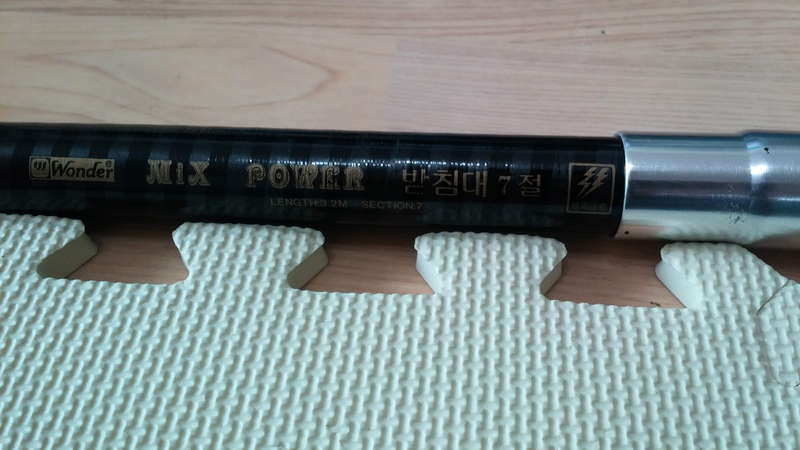 Wonder® MiX POWER 받침대 7절
LENGTH:3.2M SECTION:7